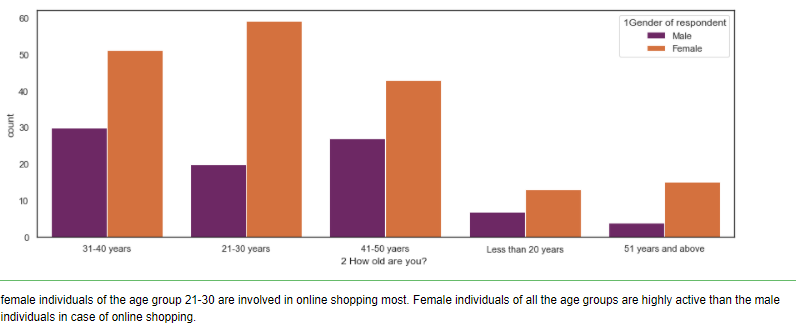 60
1Gender of respondent
Male
Female
50
40
count
30
20
10
0
31-40 years
21-30 years
41-50 yaers
Less than 20 years
51 years and above
2 How old are you?
female individuals of the age group 21-30 are involved in online shopping most. Female individuals of all the age groups are highly active than the male
individuals in case of online shopping.